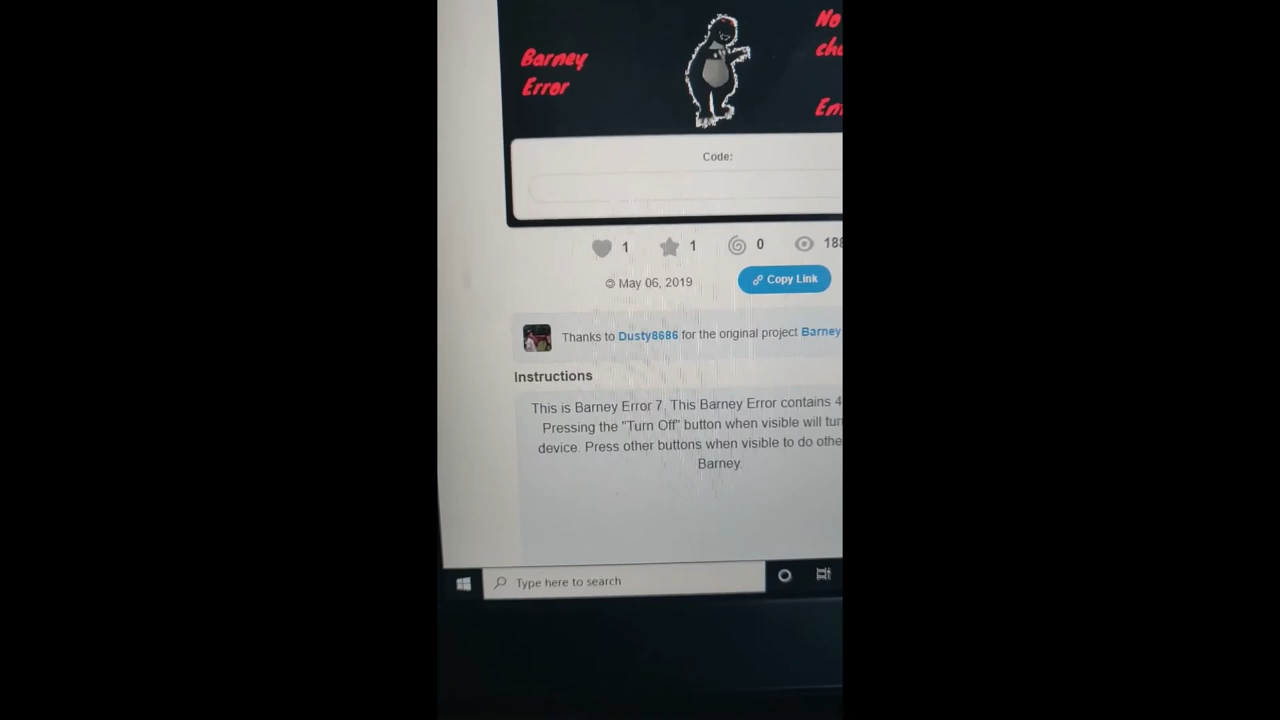 Barney
Error
No
Code:
1 1 0
May 06, 2019
Copy Link
Thanks to Dusty8686 for the original project Barney
Instructions
This is Barney Error 7. This Barney Error contains 4
Pressing the "Turn Off" button when visible will
device. Press other buttons when visible to do
Barney.
Type here to search